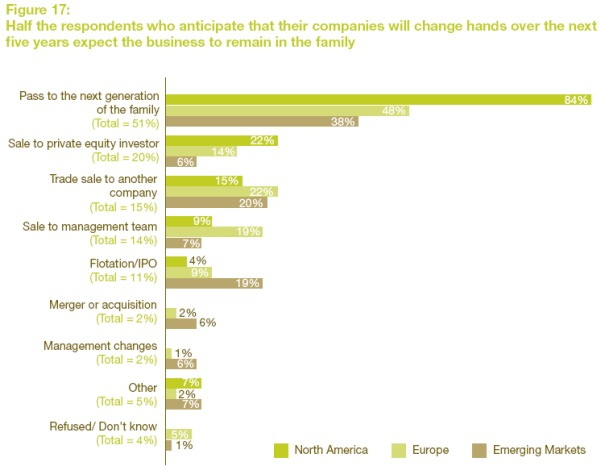 Figure 17:
Half the respondents who anticipate that their companies will change hands over the next
five years expect the business to remain in the family
Pass to the next generation
of the family
(Total = 51%)
84%
48%
38%
Sale to private equity investor
(Total = 20%)
22%
14%
6%
Trade sale to another
company
(Total = 15%)
15%
22%
20%
Sale to management team
(Total = 14%)
9%
19%
7%
Flotation/IPO
(Total = 11%)
4%
9%
19%
Merger or acquisition
(Total = 2%)
2%
6%
Management changes
(Total = 2%)
1%
6%
Other
(Total = 5%)
7%
2%
7%
Refused/ Don't know
(Total = 4%)
5%
1%
North America
Europe
Emerging Markets